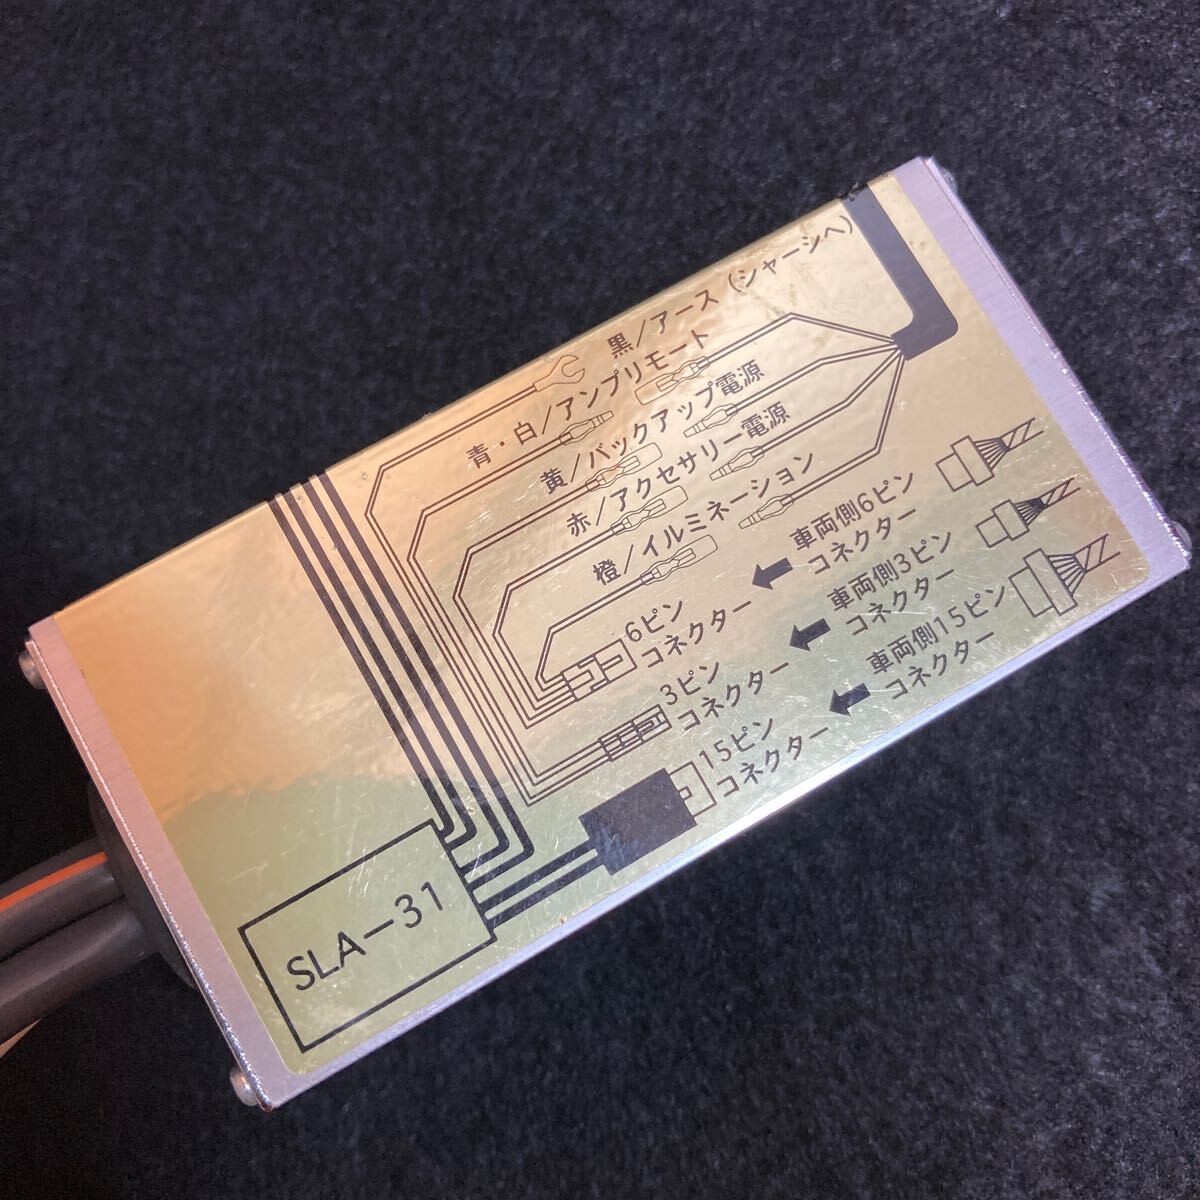 黒/アース(シャーシへ)
青・白/アンプリモート
黄/バックアップ電源
赤/アクセサリー電源
橙/イルミネーション
6ピン
コネクター
車両側6ピン
コネクター
3ピン
コネクター
車両側3ピン
コネクター
15ピン
コネクター
車両側15ピン
コネクター
SLA-31